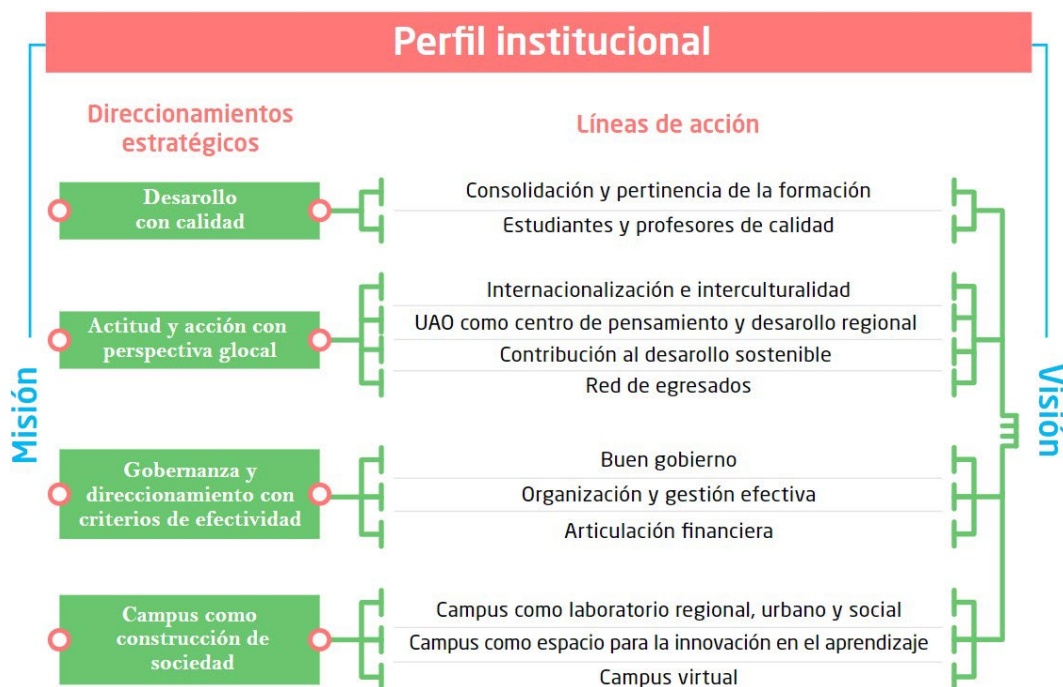 Perfil institucional
Direccionamientos
estratégicos
Líneas de acción
Desarollo
con calidad
Consolidación y pertinencia de la formación
Estudiantes y profesores de calidad
Actitud y acción con
perspectiva glocal
Internacionalización e interculturalidad
UAO como centro de pensamiento y desarollo regional
Contribución al desarollo sostenible
Red de egresados
Misión
Visión
Gobernanza y
direccionamiento con
criterios de efectividad
Buen gobierno
Organización y gestión efectiva
Articulación financiera
Campus como
construcción de
sociedad
Campus como laboratorio regional, urbano y social
Campus como espacio para la innovación en el aprendizaje
Campus virtual